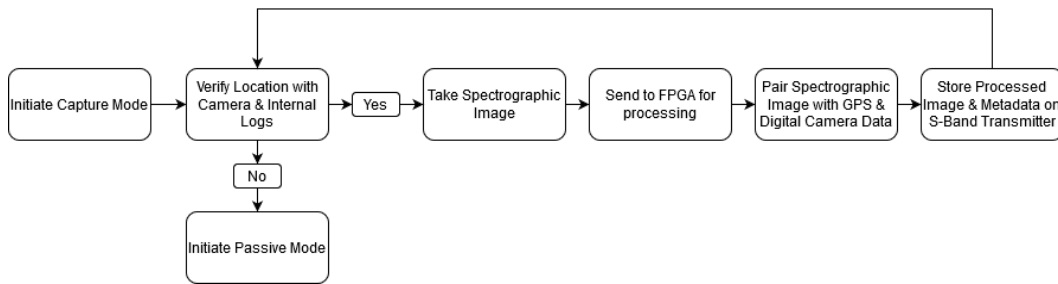 Initiate Capture Mode
Verify Location with
Camera & Internal
Logs
Yes
Take Spectrographic
Image
Send to FPGA for
processing
Pair Spectrographic
Image with GPS &
Digital Camera Data
Store Processed
Image & Metadata on
S-Band Transmitter
No
Initiate Passive Mode